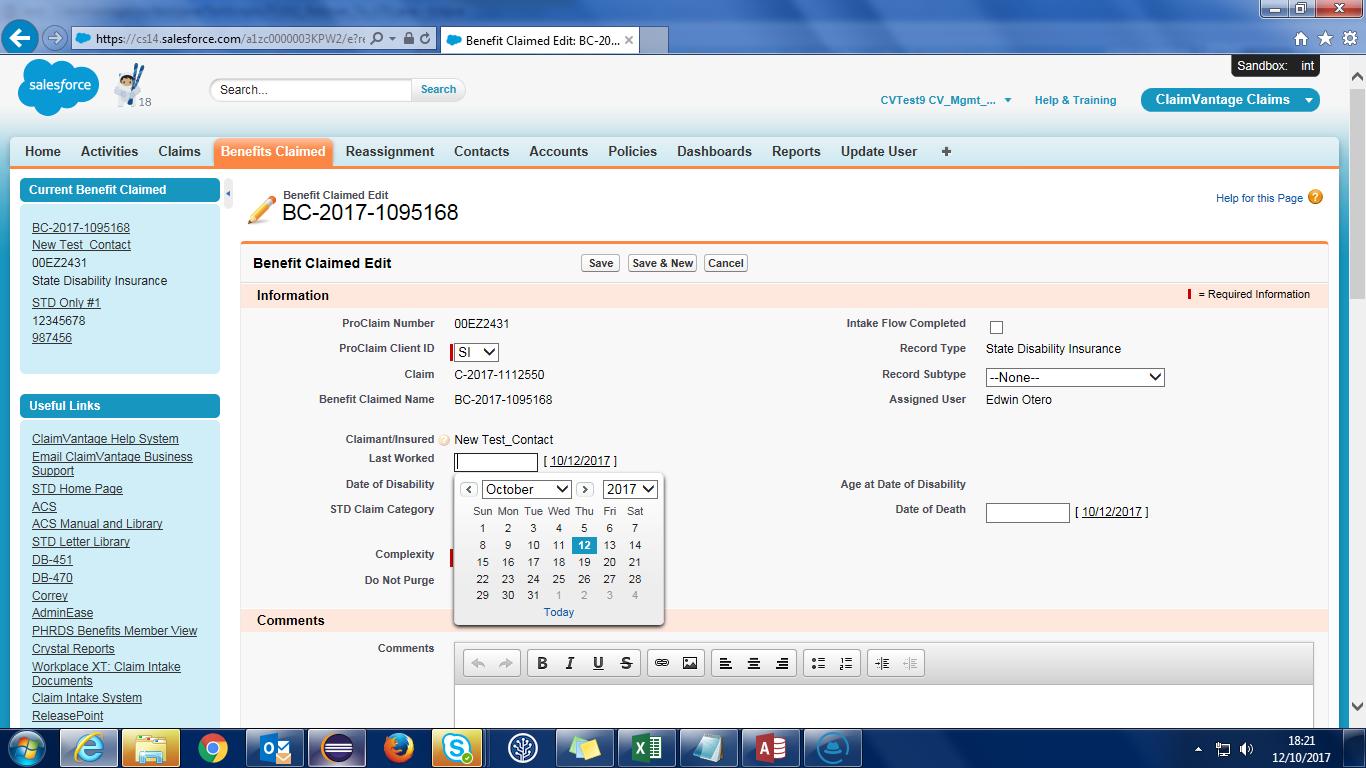 https://cs14.salesforce.com/a1zc0000003KPW2/e?re
Benefit Claimed Edit: BC-20...
Sandbox: int
salesforce
18
Search...
Search
CVTest9 CV_Mgmt_...
Help & Training
ClaimVantage Claims
Home Activities Claims Benefits Claimed Reassignment Contacts Accounts Policies Dashboards Reports Update User +
Current Benefit Claimed
BC-2017-1095168
New Test_Contact
00EZ2431
State Disability Insurance
STD Only #1
12345678
987456
Useful Links
ClaimVantage Help System
Email ClaimVantage Business
Support
STD Home Page
ACS
ACS Manual and Library
STD Letter Library
DB-451
DB-470
Correy
AdminEase
PHRDS Benefits Member View
Crystal Reports
Workplace XT: Claim Intake
Documents
Claim Intake System
ReleasePoint
Benefit Claimed Edit
BC-2017-1095168
Help for this Page ?
Benefit Claimed Edit
Save Save & New Cancel
Information
= Required Information
ProClaim Number 00EZ2431
Intake Flow Completed
ProClaim Client ID SI
Record Type State Disability Insurance
Claim C-2017-1112550
Record Subtype --None--
Benefit Claimed Name BC-2017-1095168
Assigned User Edwin Otero
Claimant/Insured ? New Test_Contact
Last Worked [ 10/12/2017 ]
Date of Disability
Age at Date of Disability
STD Claim Category
Date of Death [ 10/12/2017 ]
Complexity
Do Not Purge
October 2017
Sun Mon Tue Wed Thu Fri Sat
1 2 3 4 5 6 7
8 9 10 11 12 13 14
15 16 17 18 19 20 21
22 23 24 25 26 27 28
29 30 31 1 2 3 4
Today
Comments
Comments
B I U S
18:21
12/10/2017